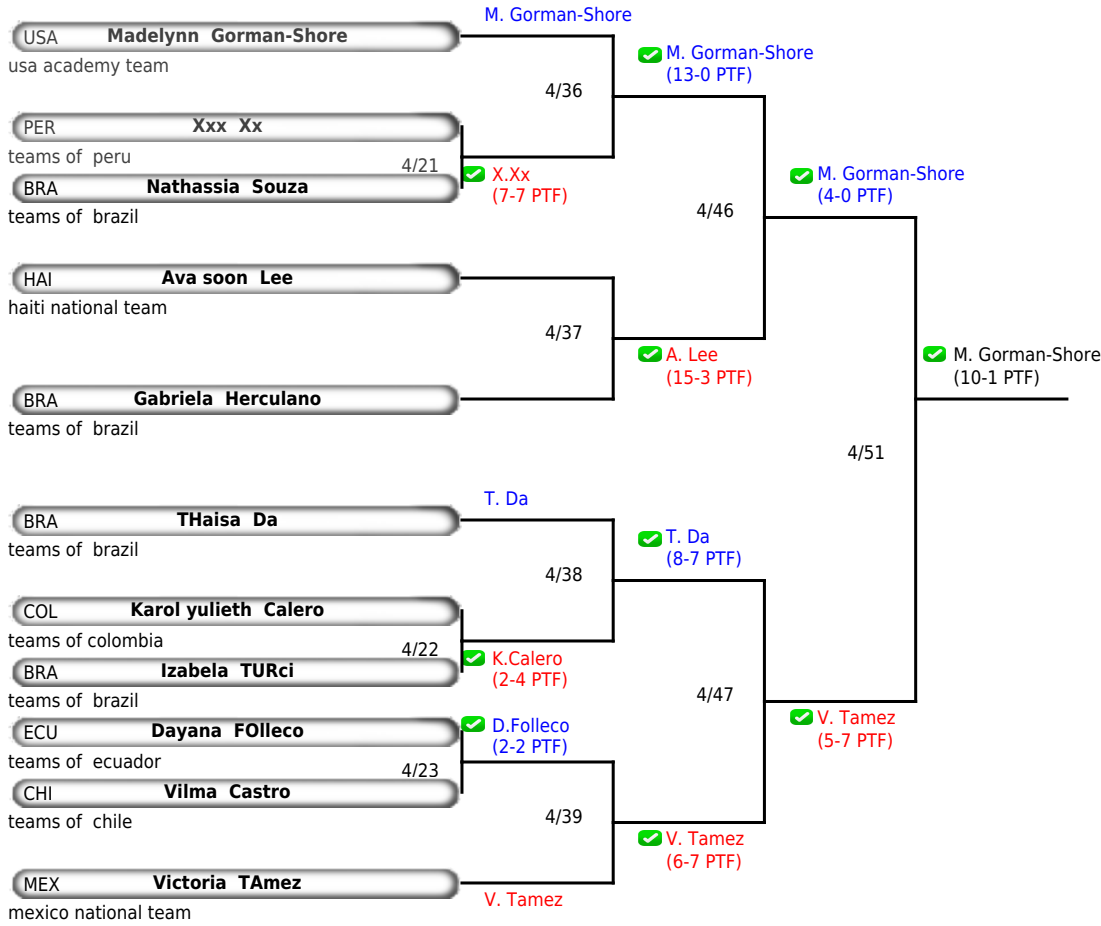 M. Gorman-Shore
USA Madelynn Gorman-Shore
usa academy team
M. Gorman-Shore
(13-0 PTF)
4/36
PER Xxx Xx
teams of peru
4/21
X.Xx
(7-7 PTF)
BRA Nathassia Souza
teams of brazil
M. Gorman-Shore
(4-0 PTF)
4/46
HAI Ava soon Lee
haiti national team
4/37
A. Lee
(15-3 PTF)
M. Gorman-Shore
(10-1 PTF)
BRA Gabriela Herculano
teams of brazil
4/51
T. Da
BRA THaisa Da
teams of brazil
T. Da
(8-7 PTF)
4/38
COL Karol yulieth Calero
teams of colombia
4/22
K.Calero
(2-4 PTF)
BRA Izabela TURci
teams of brazil
4/47
V. Tamez
(5-7 PTF)
ECU Dayana FOlleco
D.Folleco
(2-2 PTF)
teams of ecuador
4/23
CHI Vilma Castro
teams of chile
4/39
V. Tamez
(6-7 PTF)
MEX Victoria TAmez
V. Tamez
mexico national team